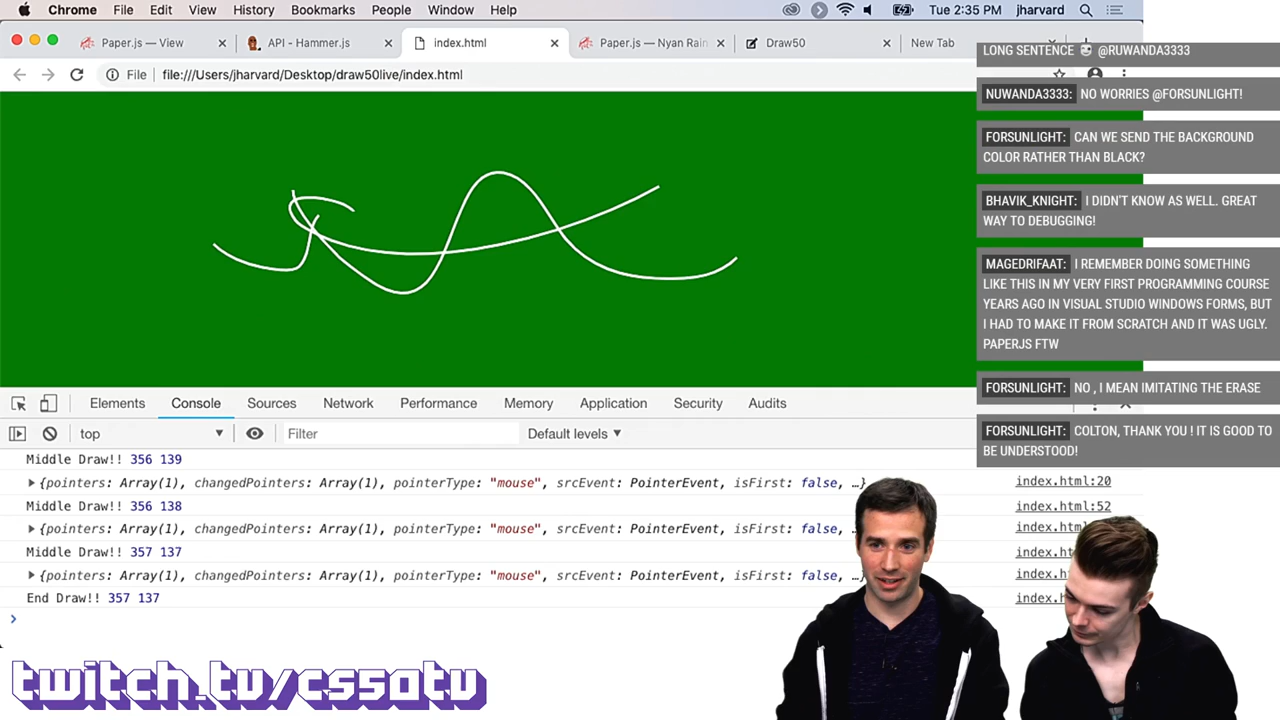 Chrome File Edit View History Bookmarks People Window Help Tue 2:35 PM jharvard
Paper.js — View × API - Hammer.js × index.html × Paper.js — Nyan Rain × Draw50 × New Tab
File file:///Users/jharvard/Desktop/draw50live/index.html
LONG SENTENCE @RUWANDA3333
NUWANDA3333: NO WORRIES @FORSUNLIGHT!
FORSUNLIGHT: CAN WE SEND THE BACKGROUND
COLOR RATHER THAN BLACK?
BHAVIK_KNIGHT: I DIDN'T KNOW AS WELL. GREAT
WAY TO DEBUGGING!
MAGEDRIFAAT: I REMEMBER DOING SOMETHING
LIKE THIS IN MY VERY FIRST PROGRAMMING COURSE
YEARS AGO IN VISUAL STUDIO WINDOWS FORMS, BUT
I HAD TO MAKE IT FROM SCRATCH AND IT WAS UGLY.
PAPERJS FTW
FORSUNLIGHT: NO , I MEAN IMITATING THE ERASE
FORSUNLIGHT: COLTON, THANK YOU ! IT IS GOOD TO
BE UNDERSTOOD!
Elements Console Sources Network Performance Memory Application Security Audits
top Filter Default levels
Middle Draw!! 356 139
{pointers: Array(1), changedPointers: Array(1), pointerType: "mouse", srcEvent: PointerEvent, isFirst: false, …} index.html:20
Middle Draw!! 356 138 index.html:52
{pointers: Array(1), changedPointers: Array(1), pointerType: "mouse", srcEvent: PointerEvent, isFirst: false, …
Middle Draw!! 357 137
{pointers: Array(1), changedPointers: Array(1), pointerType: "mouse", srcEvent: PointerEvent, isFirst: false, …}
End Draw!! 357 137
twitch.tv/cs50tv